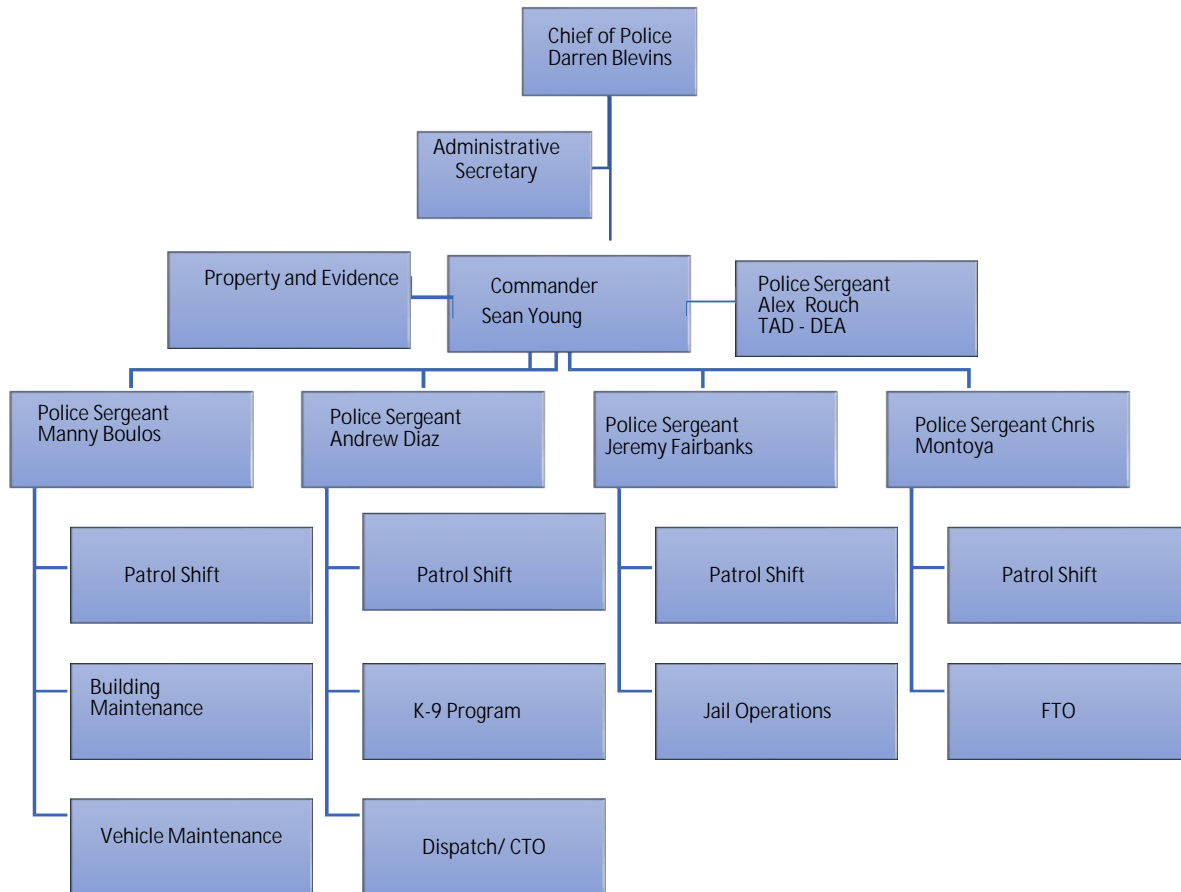 Chief of Police
Darren Blevins
Administrative
Secretary
Property and Evidence
Commander
Sean Young
Police Sergeant
Alex Rouch
TAD - DEA
Police Sergeant
Manny Boulos
Police Sergeant
Andrew Diaz
Police Sergeant
Jeremy Fairbanks
Police Sergeant Chris
Montoya
Patrol Shift
Patrol Shift
Patrol Shift
Patrol Shift
Building
Maintenance
K-9 Program
Jail Operations
FTO
Vehicle Maintenance
Dispatch/ CTO